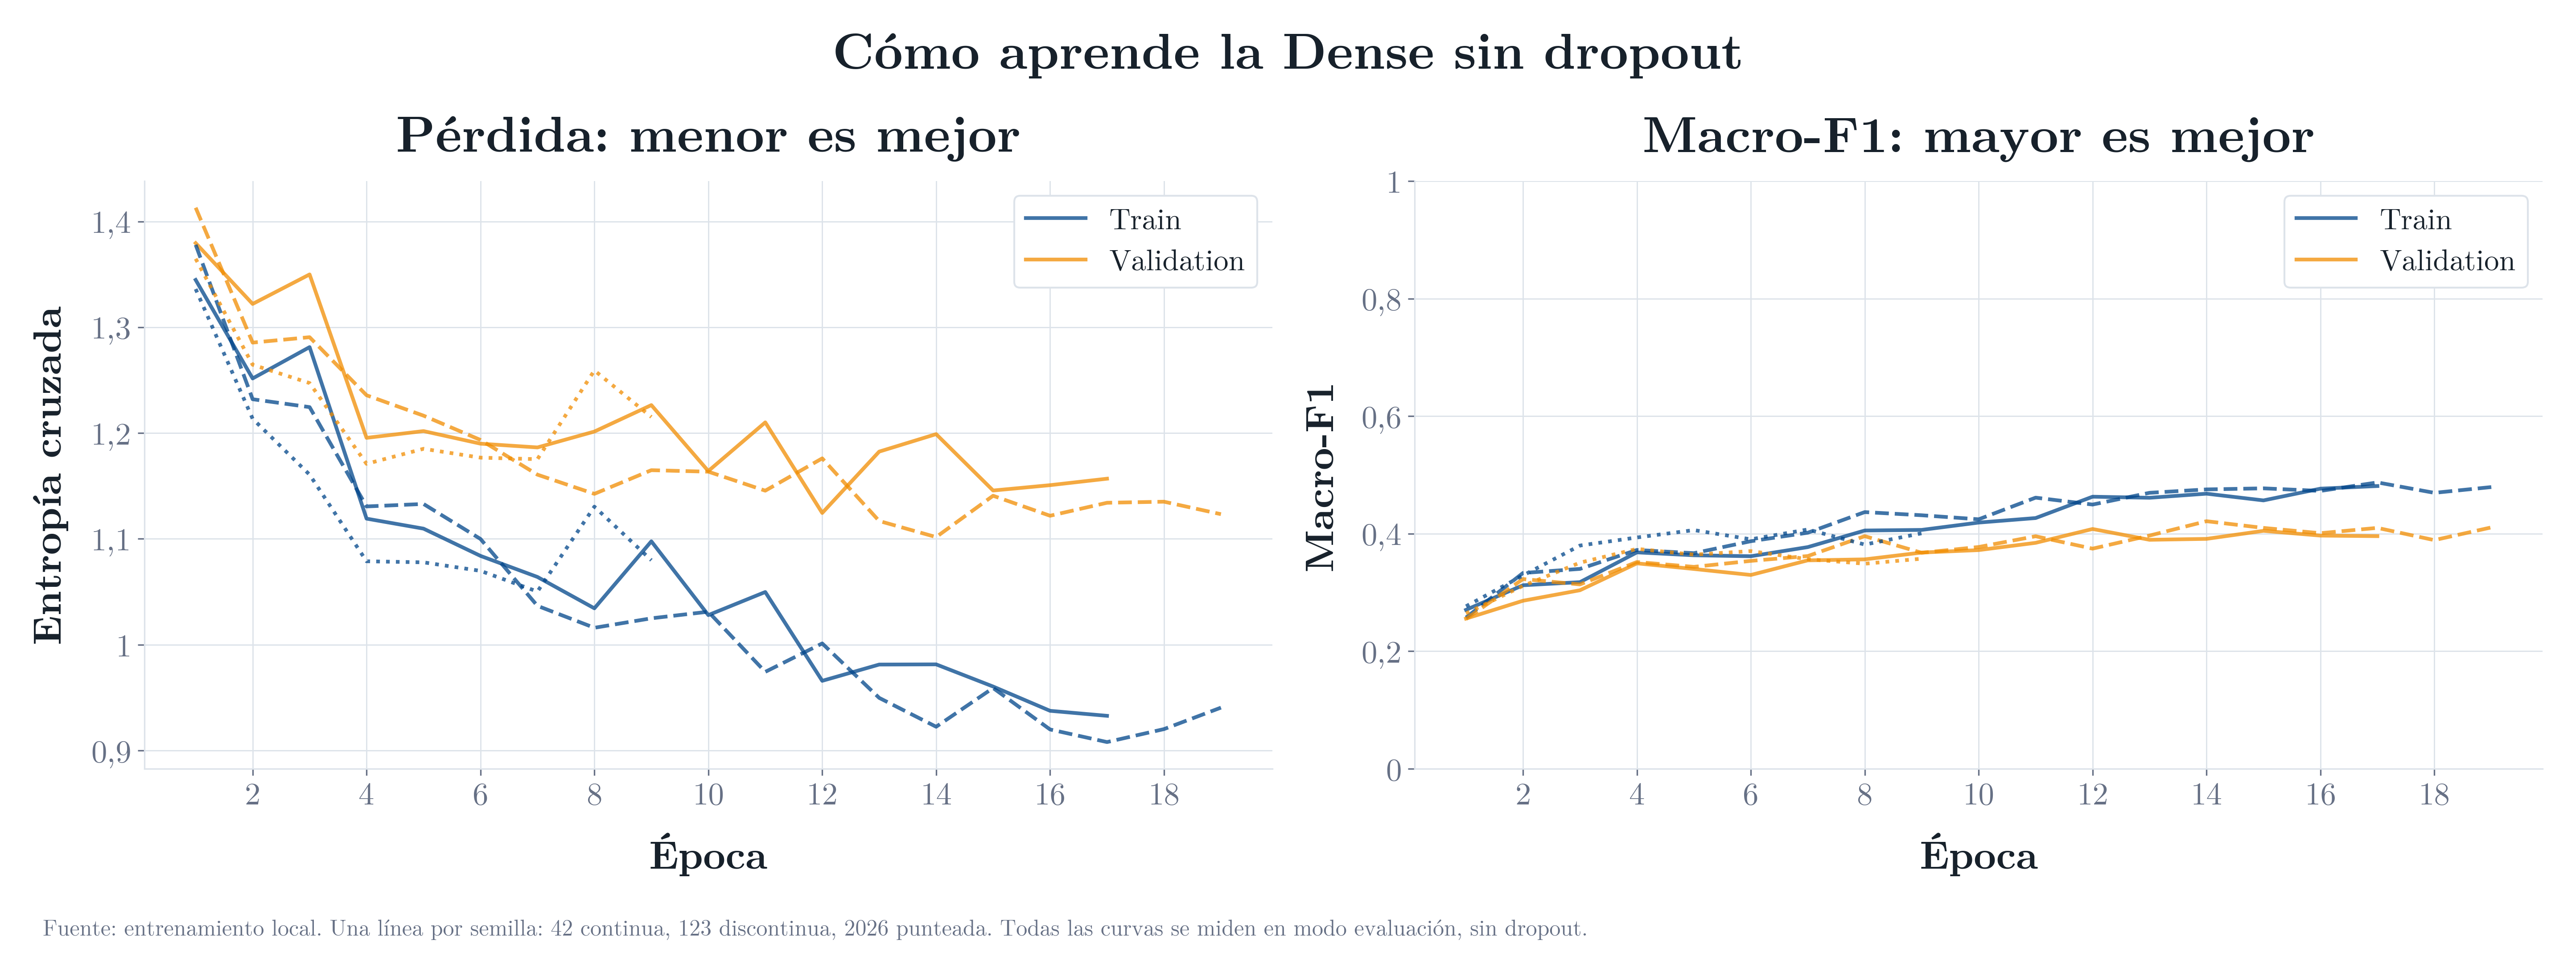 Cómo aprende la Dense sin dropout
Pérdida: menor es mejor
1,4
1,3
1,2
1,1
1
0,9
Entropía cruzada
Train
Validation
2 4 6 8 10 12 14 16 18
Época
Macro-F1: mayor es mejor
1
0,8
0,6
0,4
0,2
0
Macro-F1
Train
Validation
2 4 6 8 10 12 14 16 18
Época
Fuente: entrenamiento local. Una línea por semilla: 42 continua, 123 discontinua, 2026 punteada. Todas las curvas se miden en modo evaluación, sin dropout.